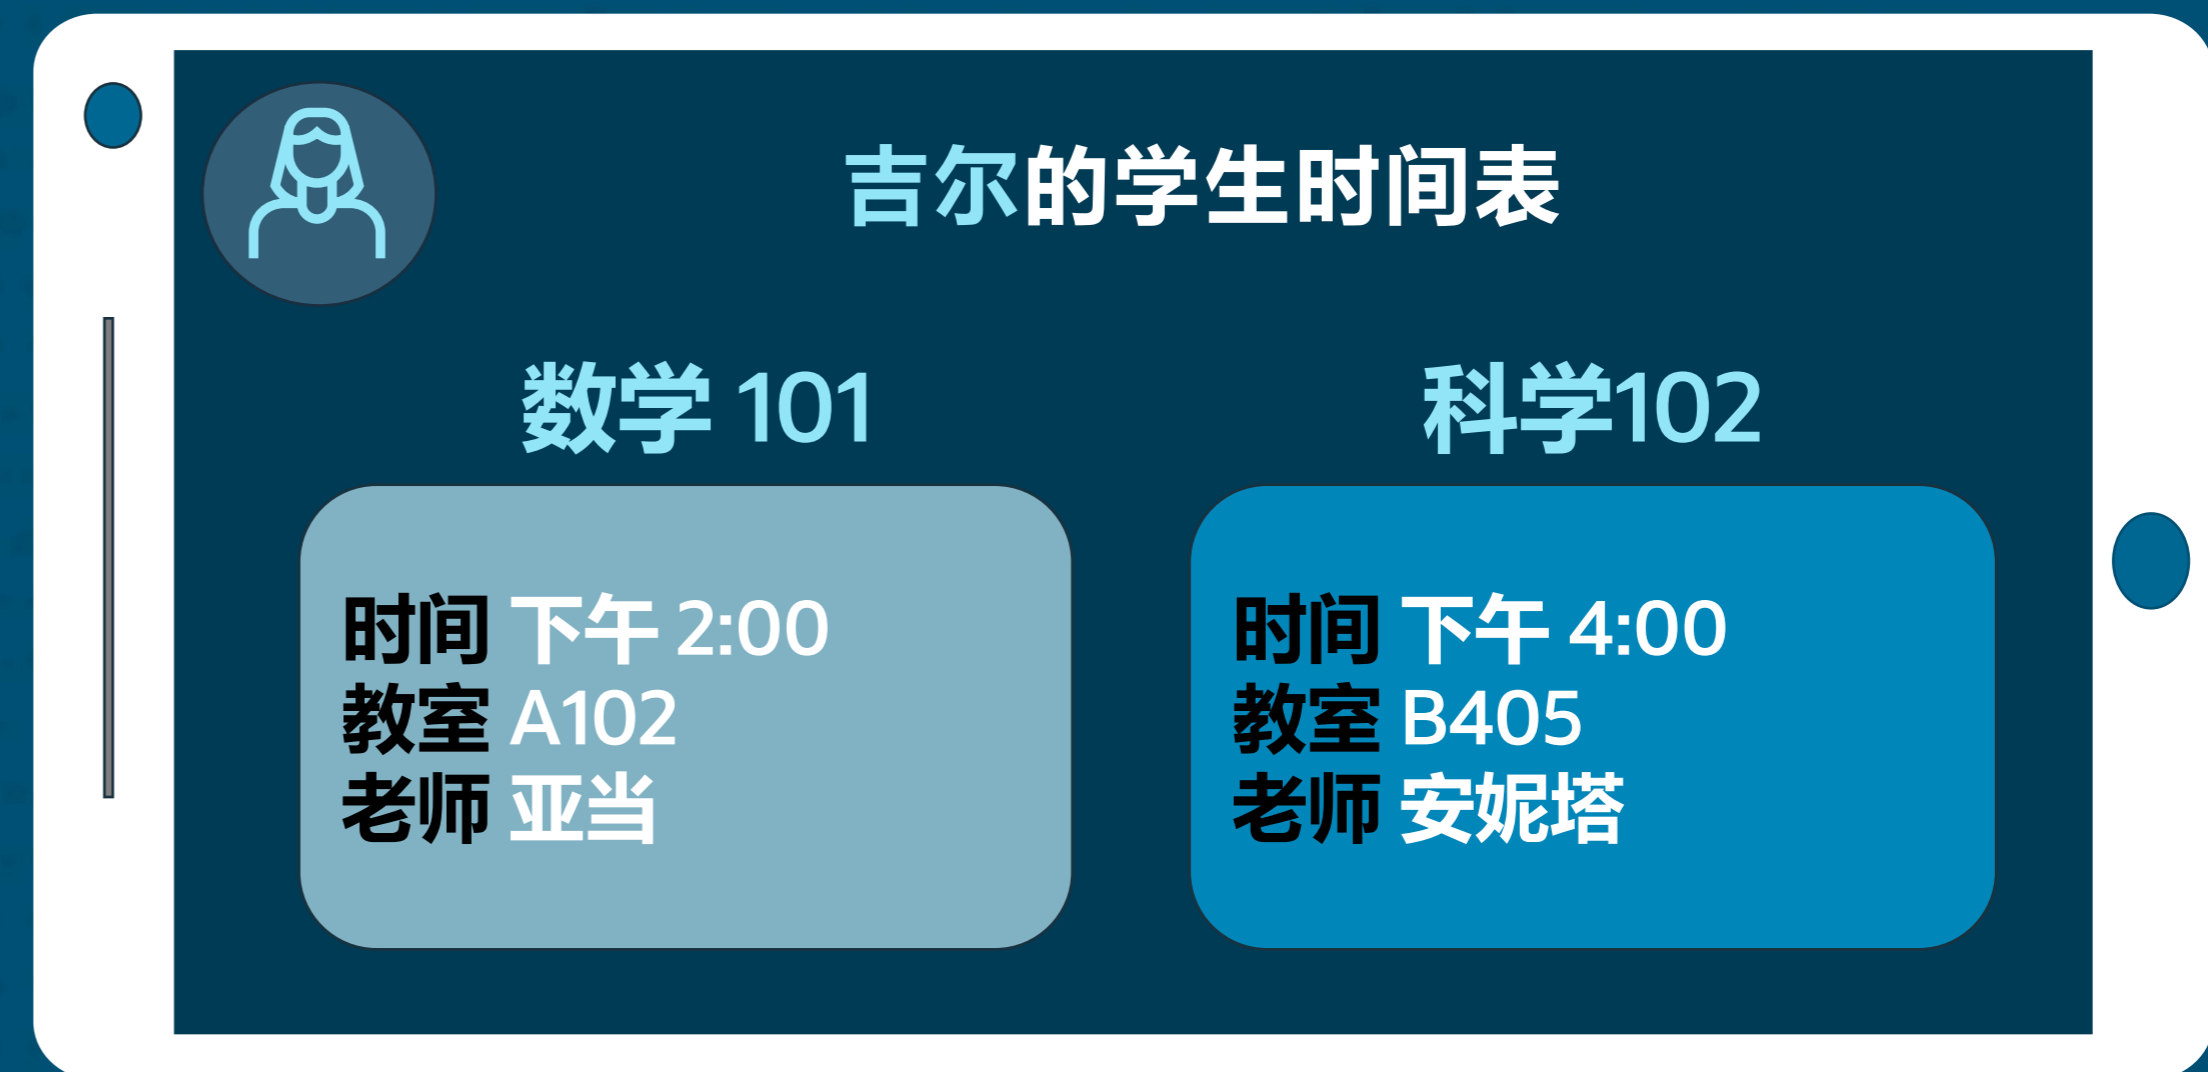 吉尔的学生时间表
数学 101
时间 下午 2:00
教室 A102
老师 亚当
科学102
时间 下午 4:00
教室 B405
老师 安妮塔